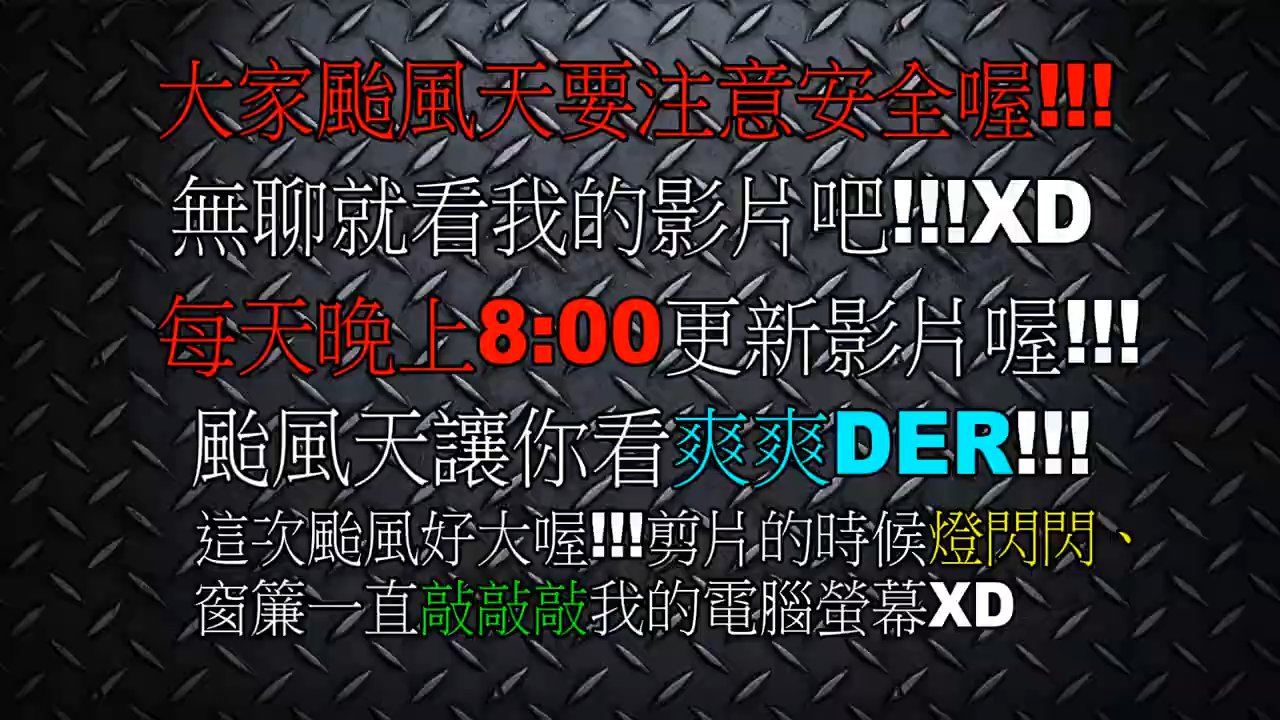 大家颱風天要注意安全喔!!!
無聊就看我的影片吧!!!XD
每天晚上8:00更新影片喔!!!
颱風天讓你看爽爽DER!!!
這次颱風好大喔!!!剪片的時候燈閃閃、
窗簾一直敲敲敲我的電腦螢幕XD